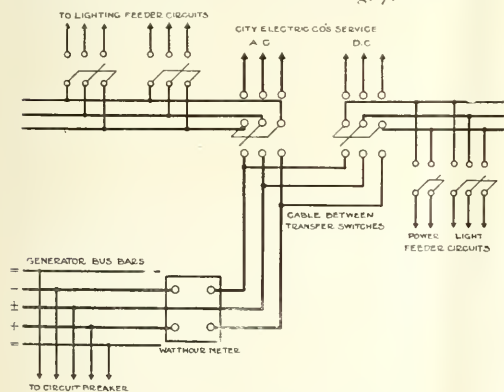 TO LIGHTING FEEDER CIRCUITS
CITY ELECTRIC CO'S SERVICE
A C
D.C
CABLE BETWEEN
TRANSFER SWITCHES
POWER LIGHT
FEEDER CIRCUITS
GENERATOR BUS BARS
=
-
±
+
=
WATTHOUR METER
TO CIRCUIT BREAKER